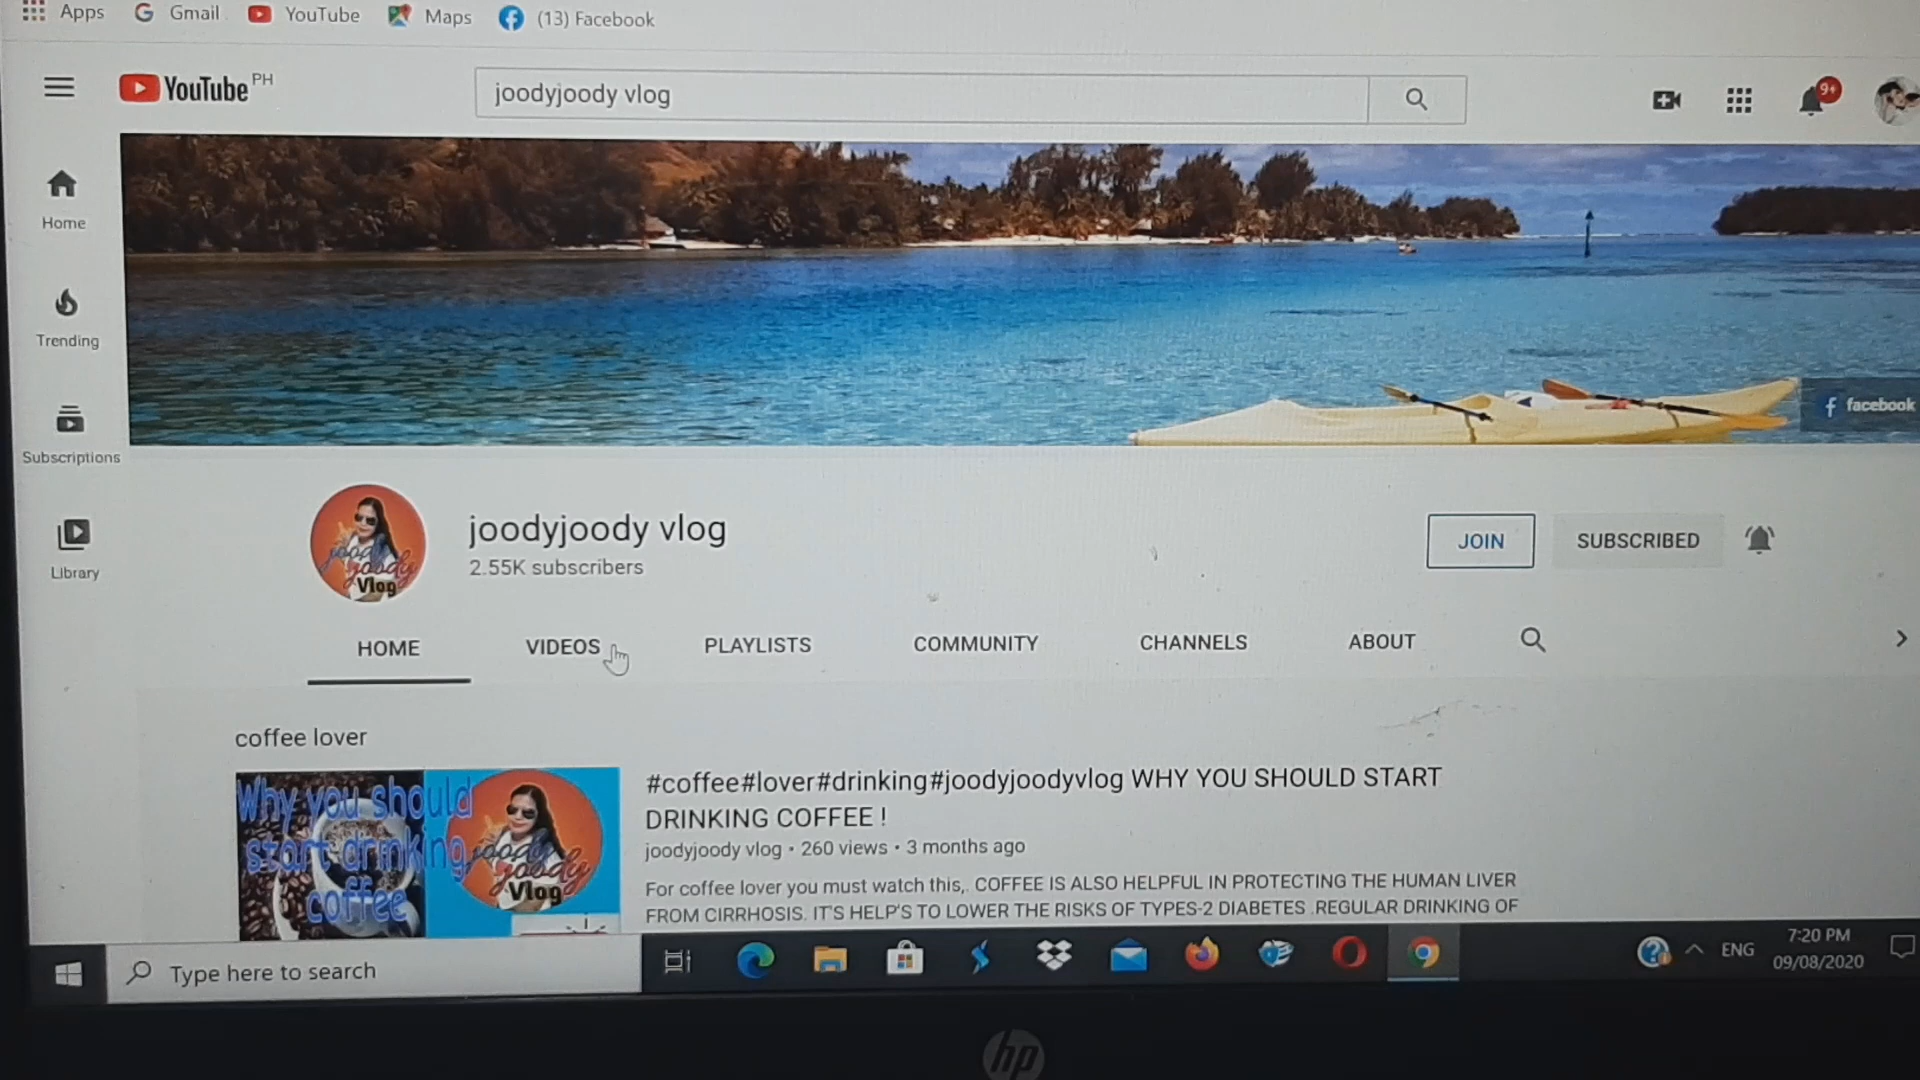 Apps Gmail YouTube Maps (13) Facebook
YouTube PH
joodyjoody vlog
9+
Home
Trending
Subscriptions
Library
facebook
joodyjoody vlog
2.55K subscribers
JOIN SUBSCRIBED
joody joody Vlog
HOME VIDEOS PLAYLISTS COMMUNITY CHANNELS ABOUT
coffee lover
Why you should
start drinking
coffee
joody joody Vlog
#coffee#lover#drinking#joodyjoodyvlog WHY YOU SHOULD START
DRINKING COFFEE !
joodyjoody vlog • 260 views • 3 months ago
For coffee lover you must watch this,. COFFEE IS ALSO HELPFUL IN PROTECTING THE HUMAN LIVER
FROM CIRRHOSIS. IT'S HELP'S TO LOWER THE RISKS OF TYPES-2 DIABETES .REGULAR DRINKING OF
Type here to search
ENG
7:20 PM
09/08/2020
hp